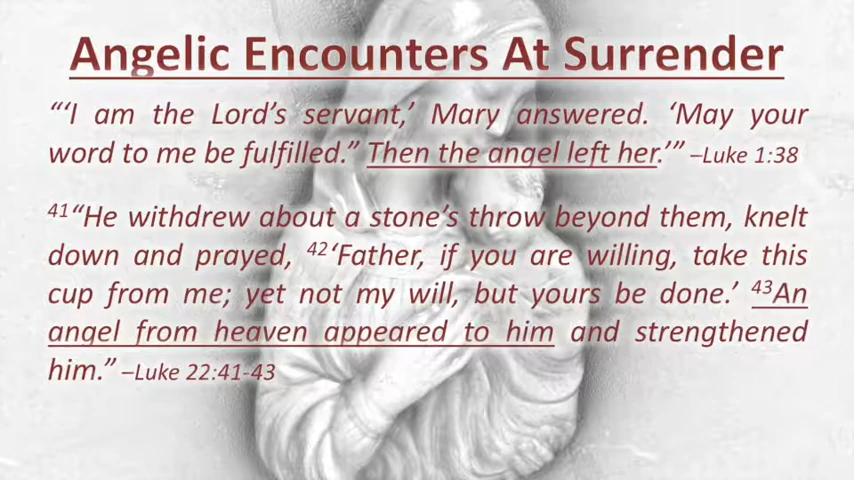 Angelic Encounters At Surrender
“‘I am the Lord’s servant,’ Mary answered. ‘May your
word to me be fulfilled.” Then the angel left her.’” –Luke 1:38
41“He withdrew about a stone’s throw beyond them, knelt
down and prayed, 42‘Father, if you are willing, take this
cup from me; yet not my will, but yours be done.’ 43An
angel from heaven appeared to him and strengthened
him.” –Luke 22:41-43